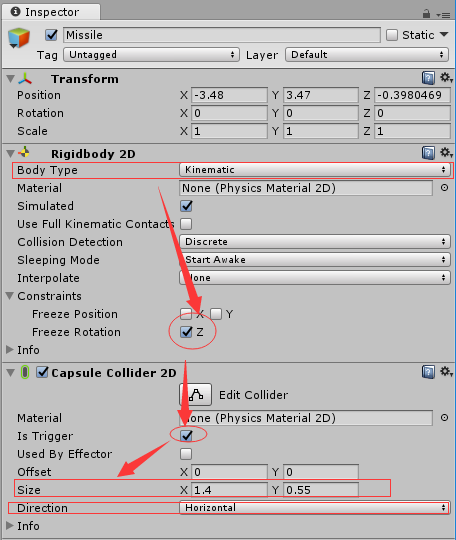 Inspector
Missile Static
Tag Untagged Layer Default
Transform
Position X -3.48 Y 3.47 Z -0.3980469
Rotation X 0 Y 0 Z 0
Scale X 1 Y 1 Z 1
Rigidbody 2D
Body Type Kinematic
Material None (Physics Material 2D)
Simulated
Use Full Kinematic Contacts
Collision Detection Discrete
Sleeping Mode Start Awake
Interpolate None
Constraints
Freeze Position X Y
Freeze Rotation Z
Info
Capsule Collider 2D
Edit Collider
Material None (Physics Material 2D)
Is Trigger
Used By Effector
Offset X 0 Y 0
Size X 1.4 Y 0.55
Direction Horizontal
Info